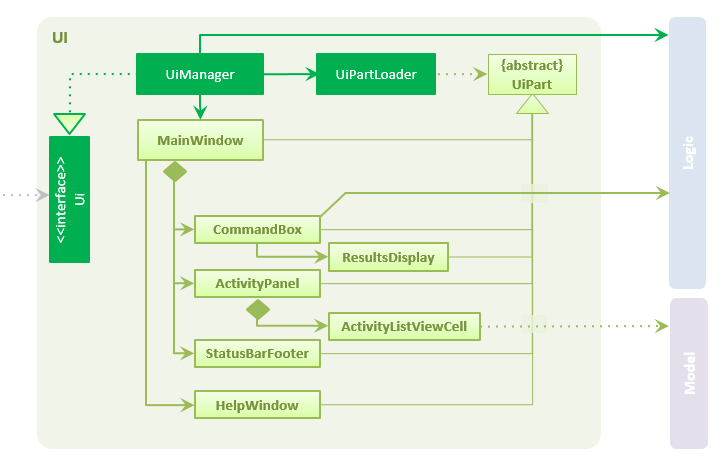 UI
UiManager
UiPartLoader
{abstract}
UiPart
MainWindow
<<interface>>
Ui
Logic
CommandBox
ResultsDisplay
ActivityPanel
ActivityListViewCell
StatusBarFooter
HelpWindow
Model